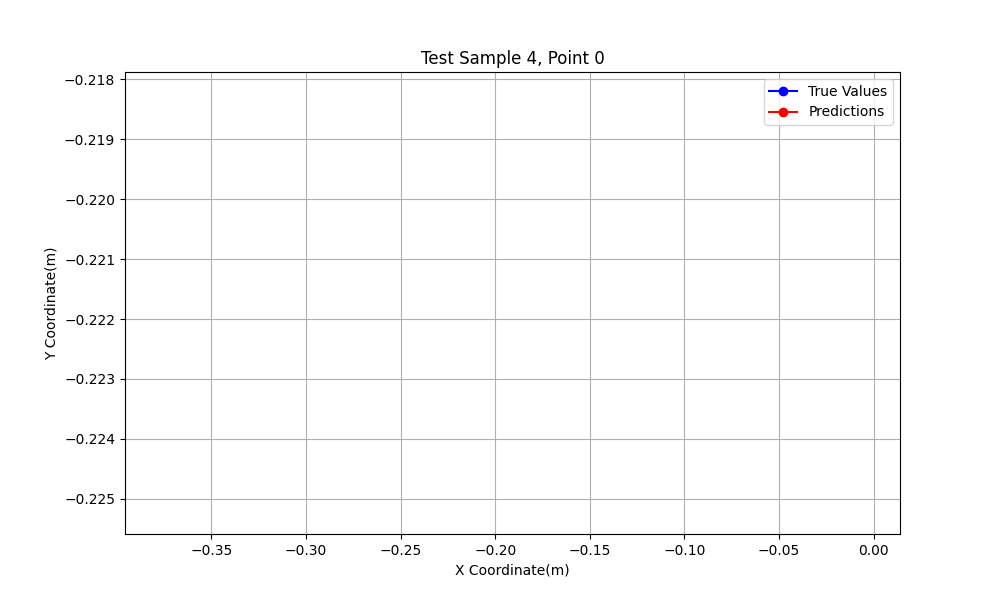 Test Sample 4, Point 0
True Values
Predictions
−0.218
−0.219
−0.220
−0.221
−0.222
−0.223
−0.224
−0.225
Y Coordinate(m)
−0.35 −0.30 −0.25 −0.20 −0.15 −0.10 −0.05 0.00
X Coordinate(m)